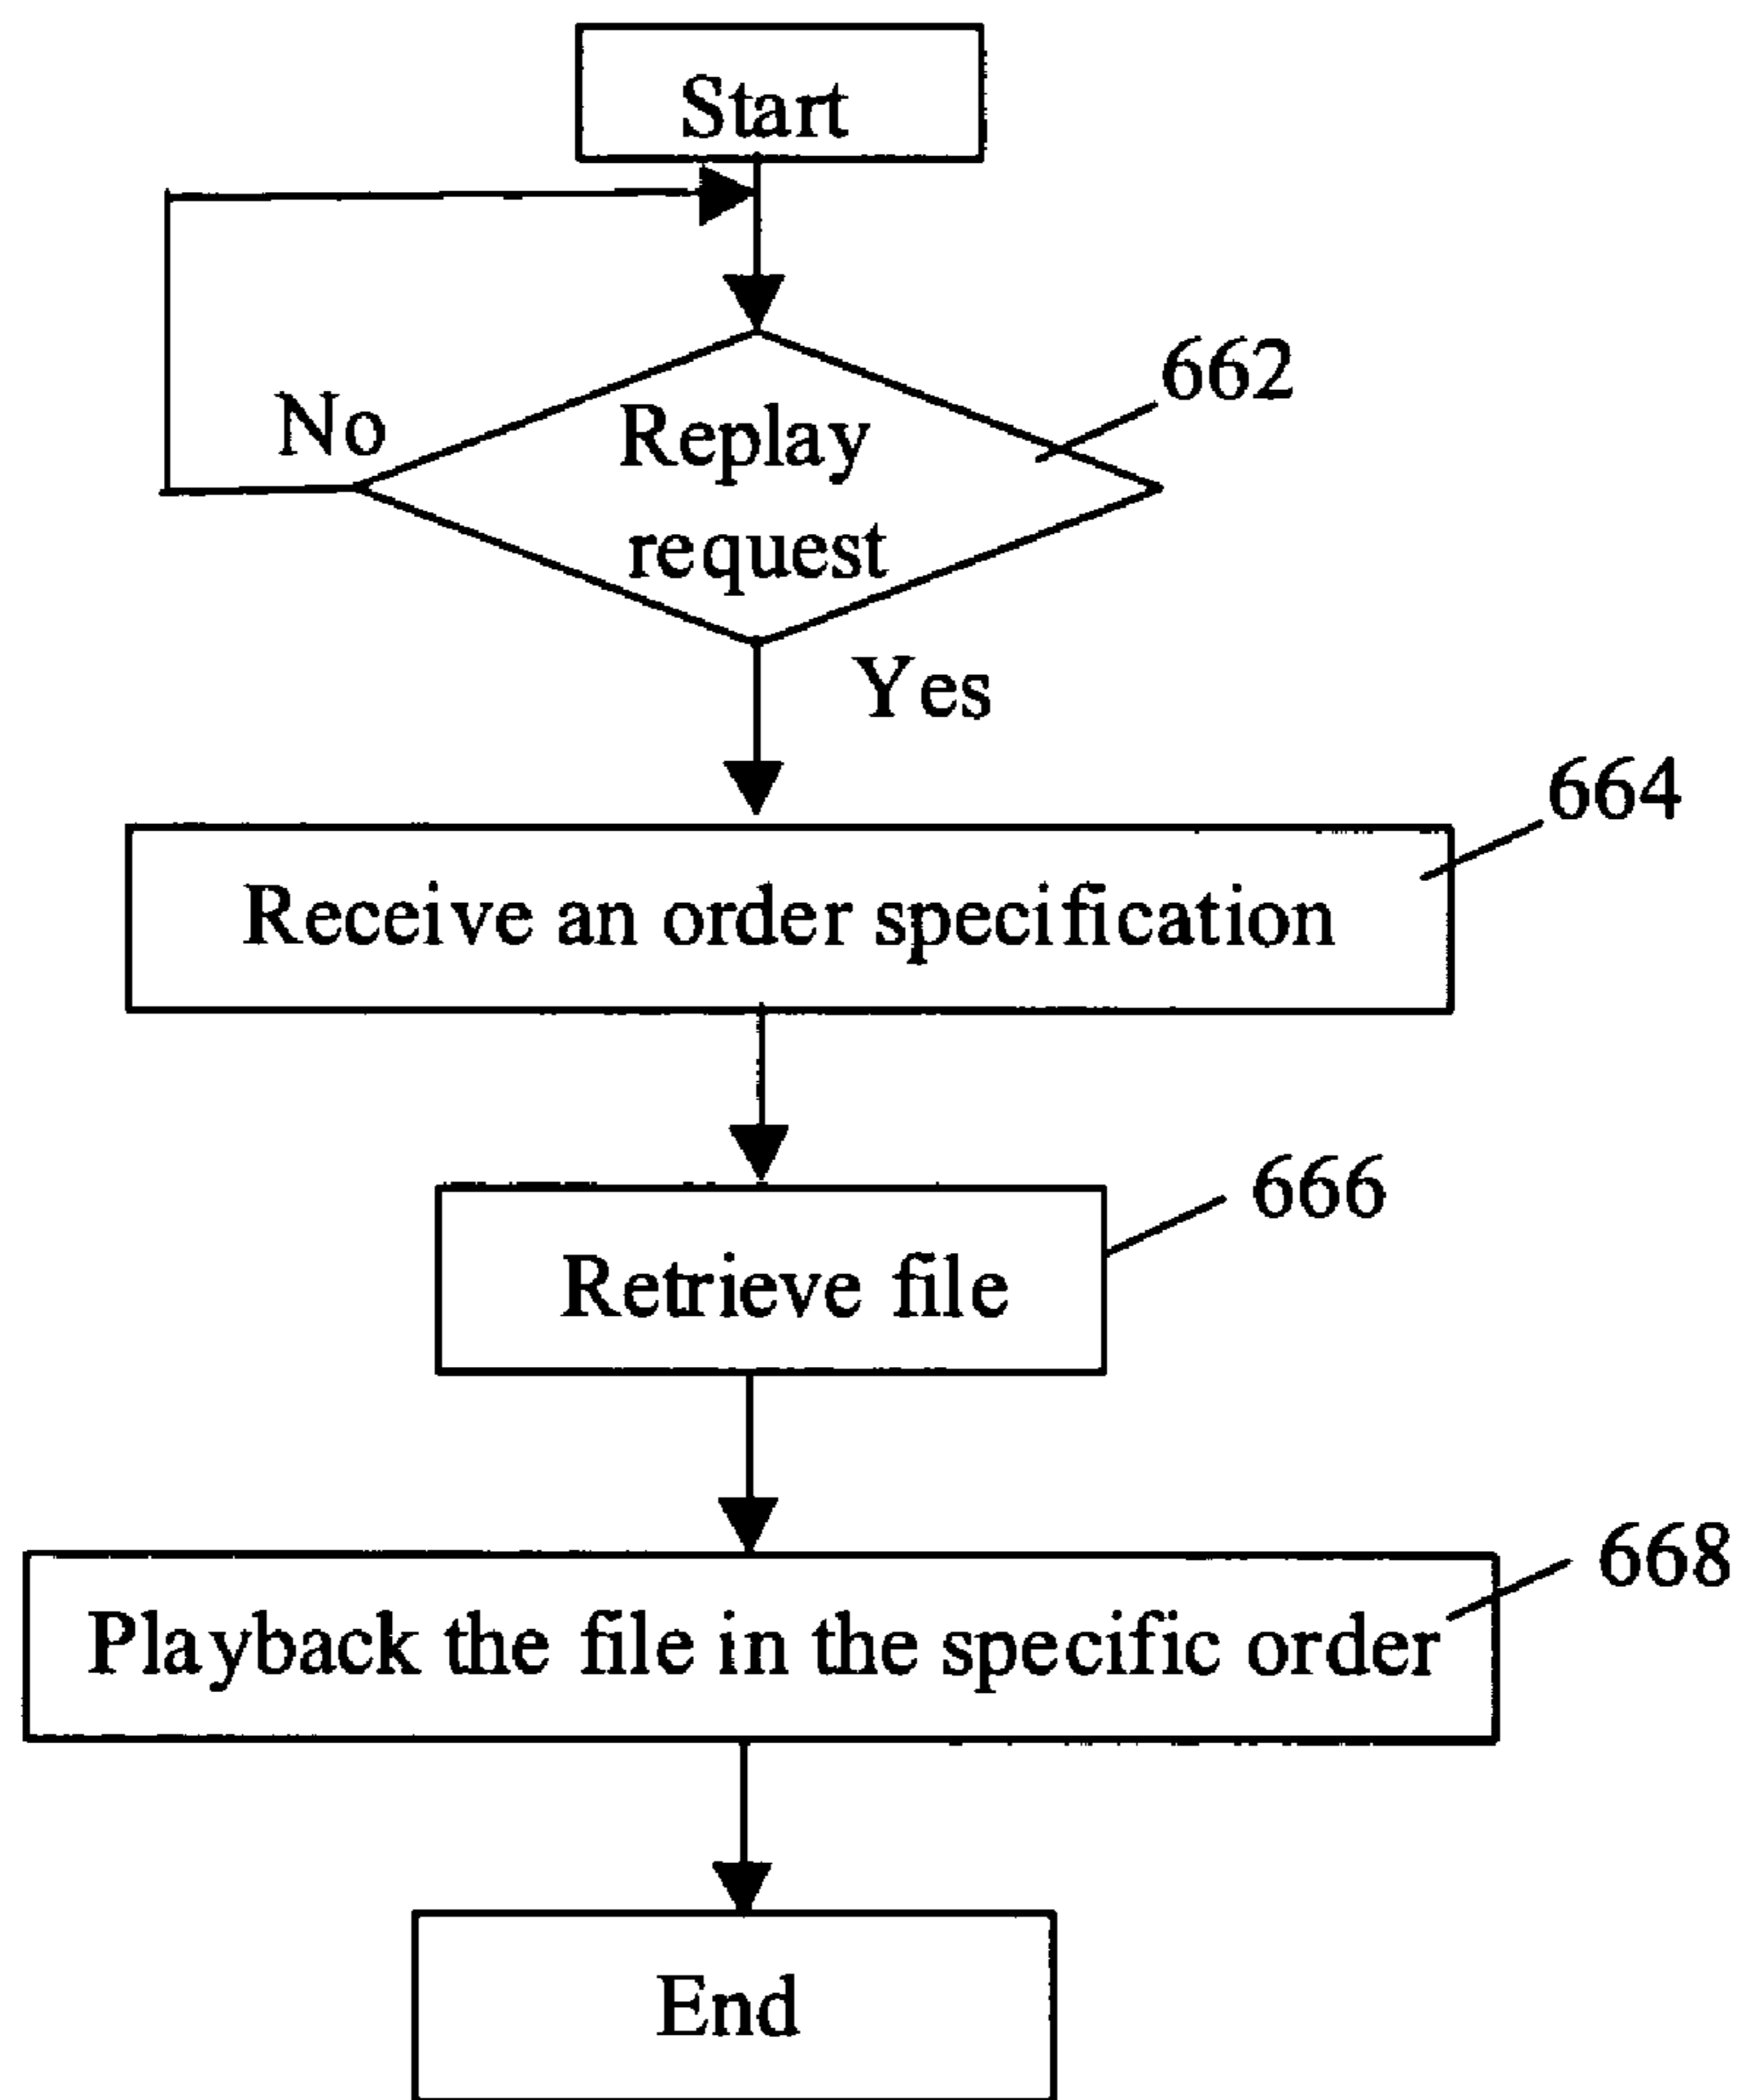 Start
662
No
Replay
request
Yes
664
Receive an order specification
666
Retrieve file
668
Playback the file in the specific order
End